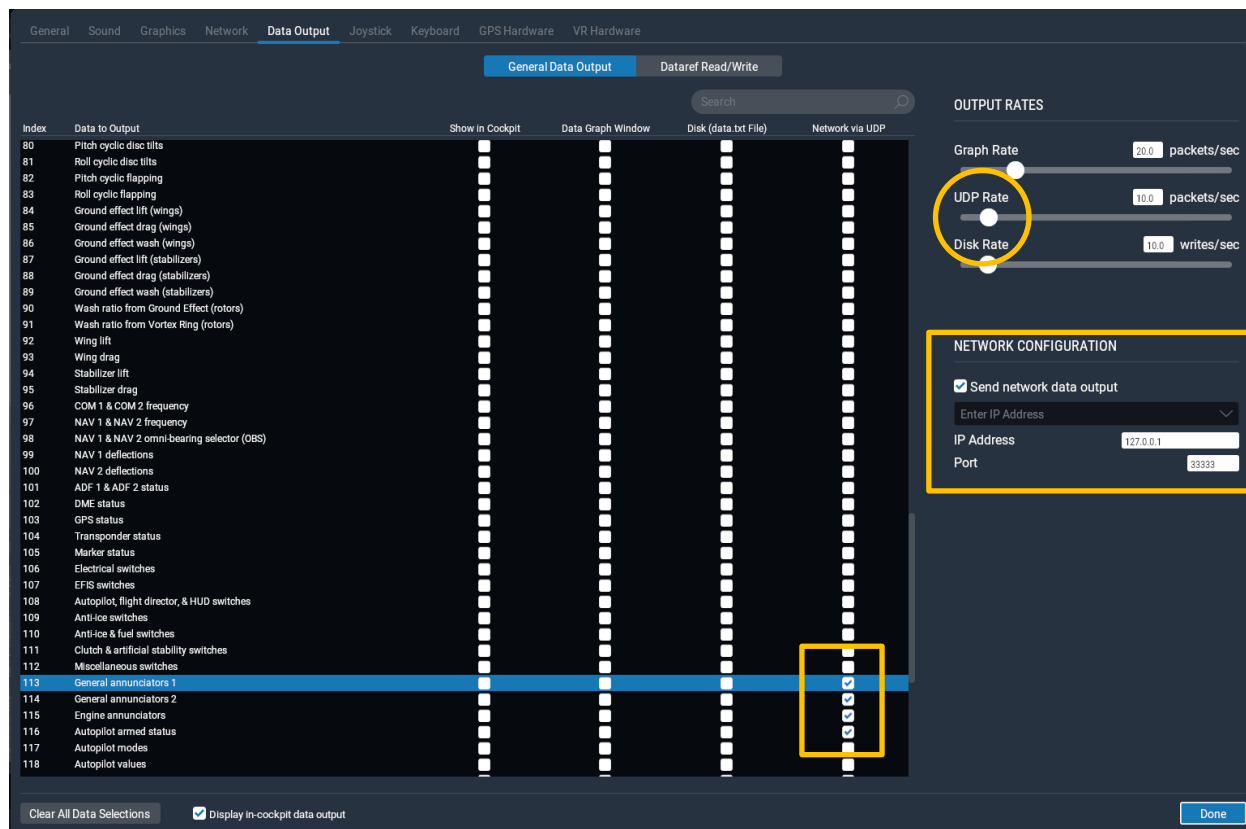 General Sound Graphics Network Data Output Joystick Keyboard GPS Hardware VR Hardware
General Data Output Dataref Read/Write
Search
Index Data to Output Show in Cockpit Data Graph Window Disk (data.txt File) Network via UDP
80 Pitch cyclic disc tilts
81 Roll cyclic disc tilts
82 Pitch cyclic flapping
83 Roll cyclic flapping
84 Ground effect lift (wings)
85 Ground effect drag (wings)
86 Ground effect wash (wings)
87 Ground effect lift (stabilizers)
88 Ground effect drag (stabilizers)
89 Ground effect wash (stabilizers)
90 Wash ratio from Ground Effect (rotors)
91 Wash ratio from Vortex Ring (rotors)
92 Wing lift
93 Wing drag
94 Stabilizer lift
95 Stabilizer drag
96 COM 1 & COM 2 frequency
97 NAV 1 & NAV 2 frequency
98 NAV 1 & NAV 2 omni-bearing selector (OBS)
99 NAV 1 deflections
100 NAV 2 deflections
101 ADF 1 & ADF 2 status
102 DME status
103 GPS status
104 Transponder status
105 Marker status
106 Electrical switches
107 EFIS switches
108 Autopilot, flight director, & HUD switches
109 Anti-ice switches
110 Anti-ice & fuel switches
111 Clutch & artificial stability switches
112 Miscellaneous switches
113 General annunciators 1
114 General annunciators 2
115 Engine annunciators
116 Autopilot armed status
117 Autopilot modes
118 Autopilot values
OUTPUT RATES
Graph Rate 20.0 packets/sec
UDP Rate 10.0 packets/sec
Disk Rate 10.0 writes/sec
NETWORK CONFIGURATION
Send network data output
Enter IP Address
IP Address 127.0.0.1
Port 33333
Clear All Data Selections Display in-cockpit data output Done